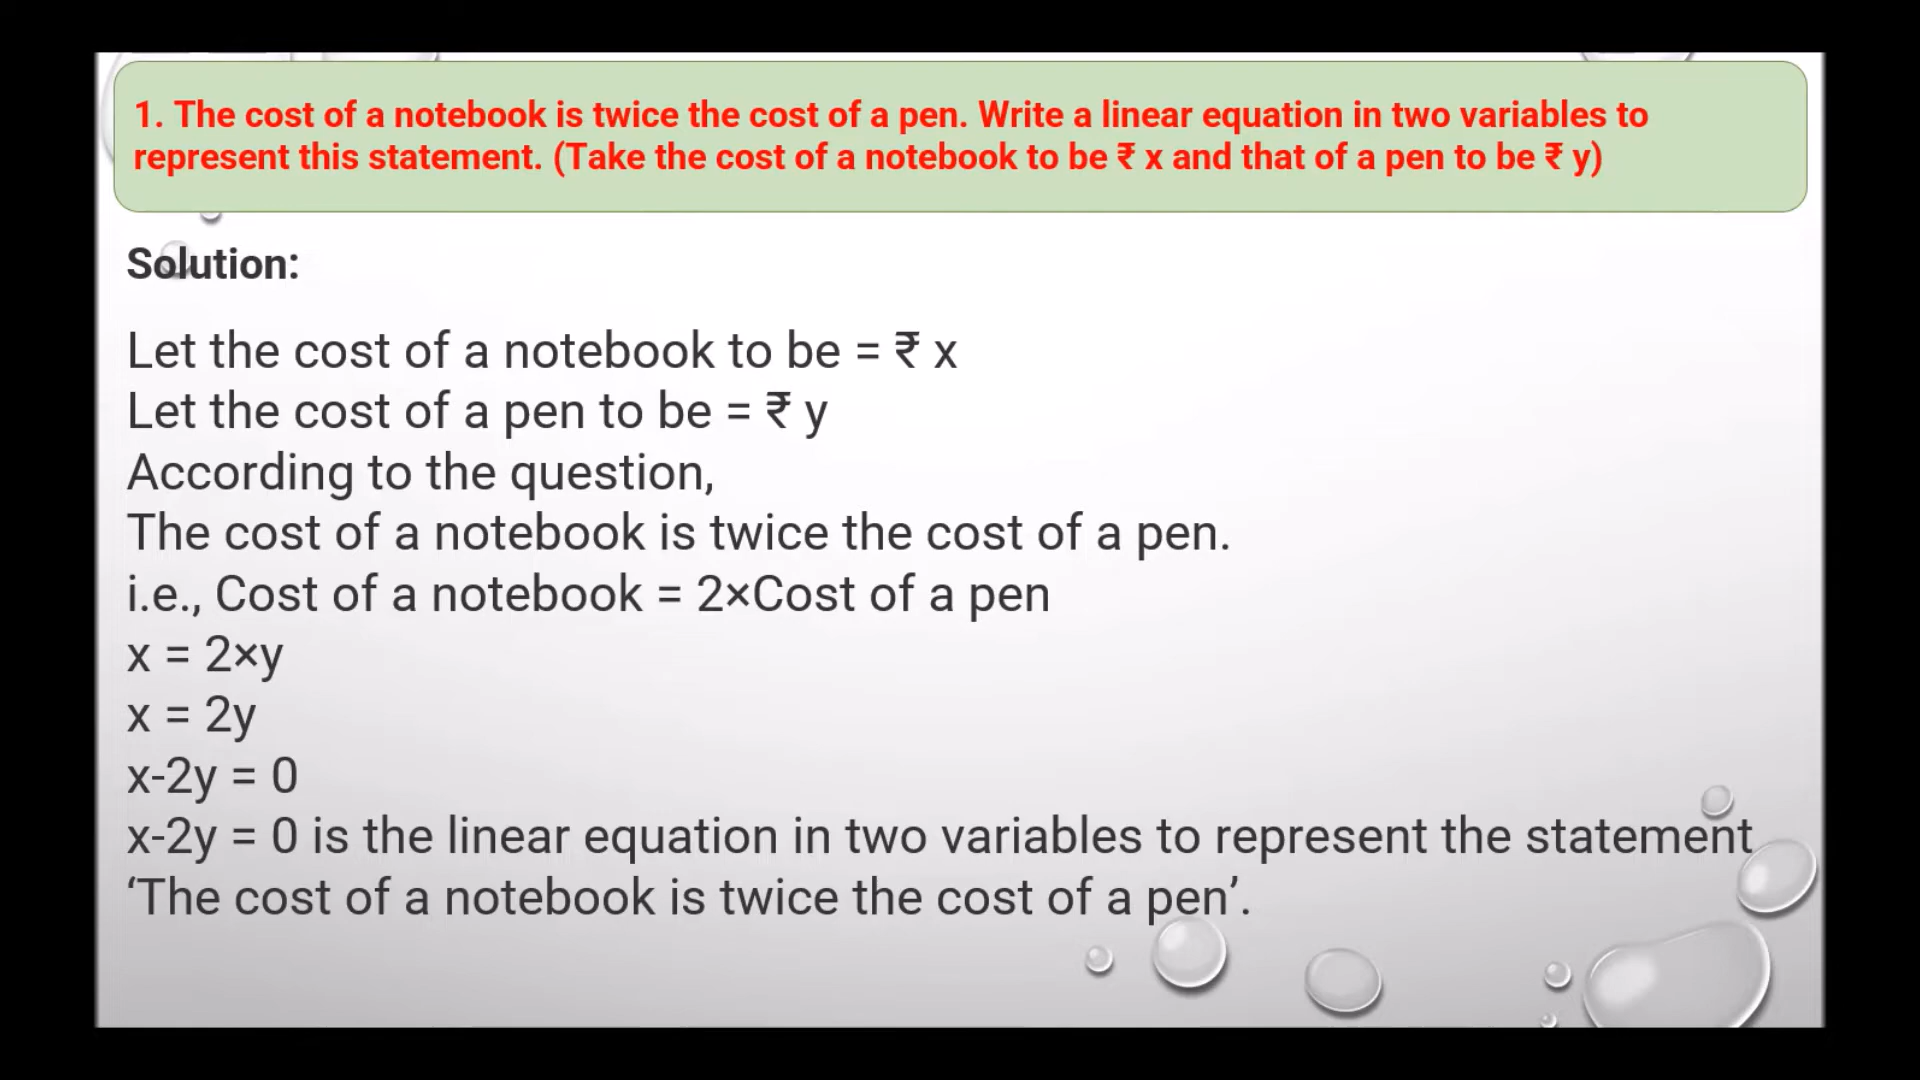 1. The cost of a notebook is twice the cost of a pen. Write a linear equation in two variables to
represent this statement. (Take the cost of a notebook to be ₹ x and that of a pen to be ₹ y)
Solution:
Let the cost of a notebook to be = ₹ x
Let the cost of a pen to be = ₹ y
According to the question,
The cost of a notebook is twice the cost of a pen.
i.e., Cost of a notebook = 2×Cost of a pen
x = 2×y
x = 2y
x-2y = 0
x-2y = 0 is the linear equation in two variables to represent the statement
‘The cost of a notebook is twice the cost of a pen’.